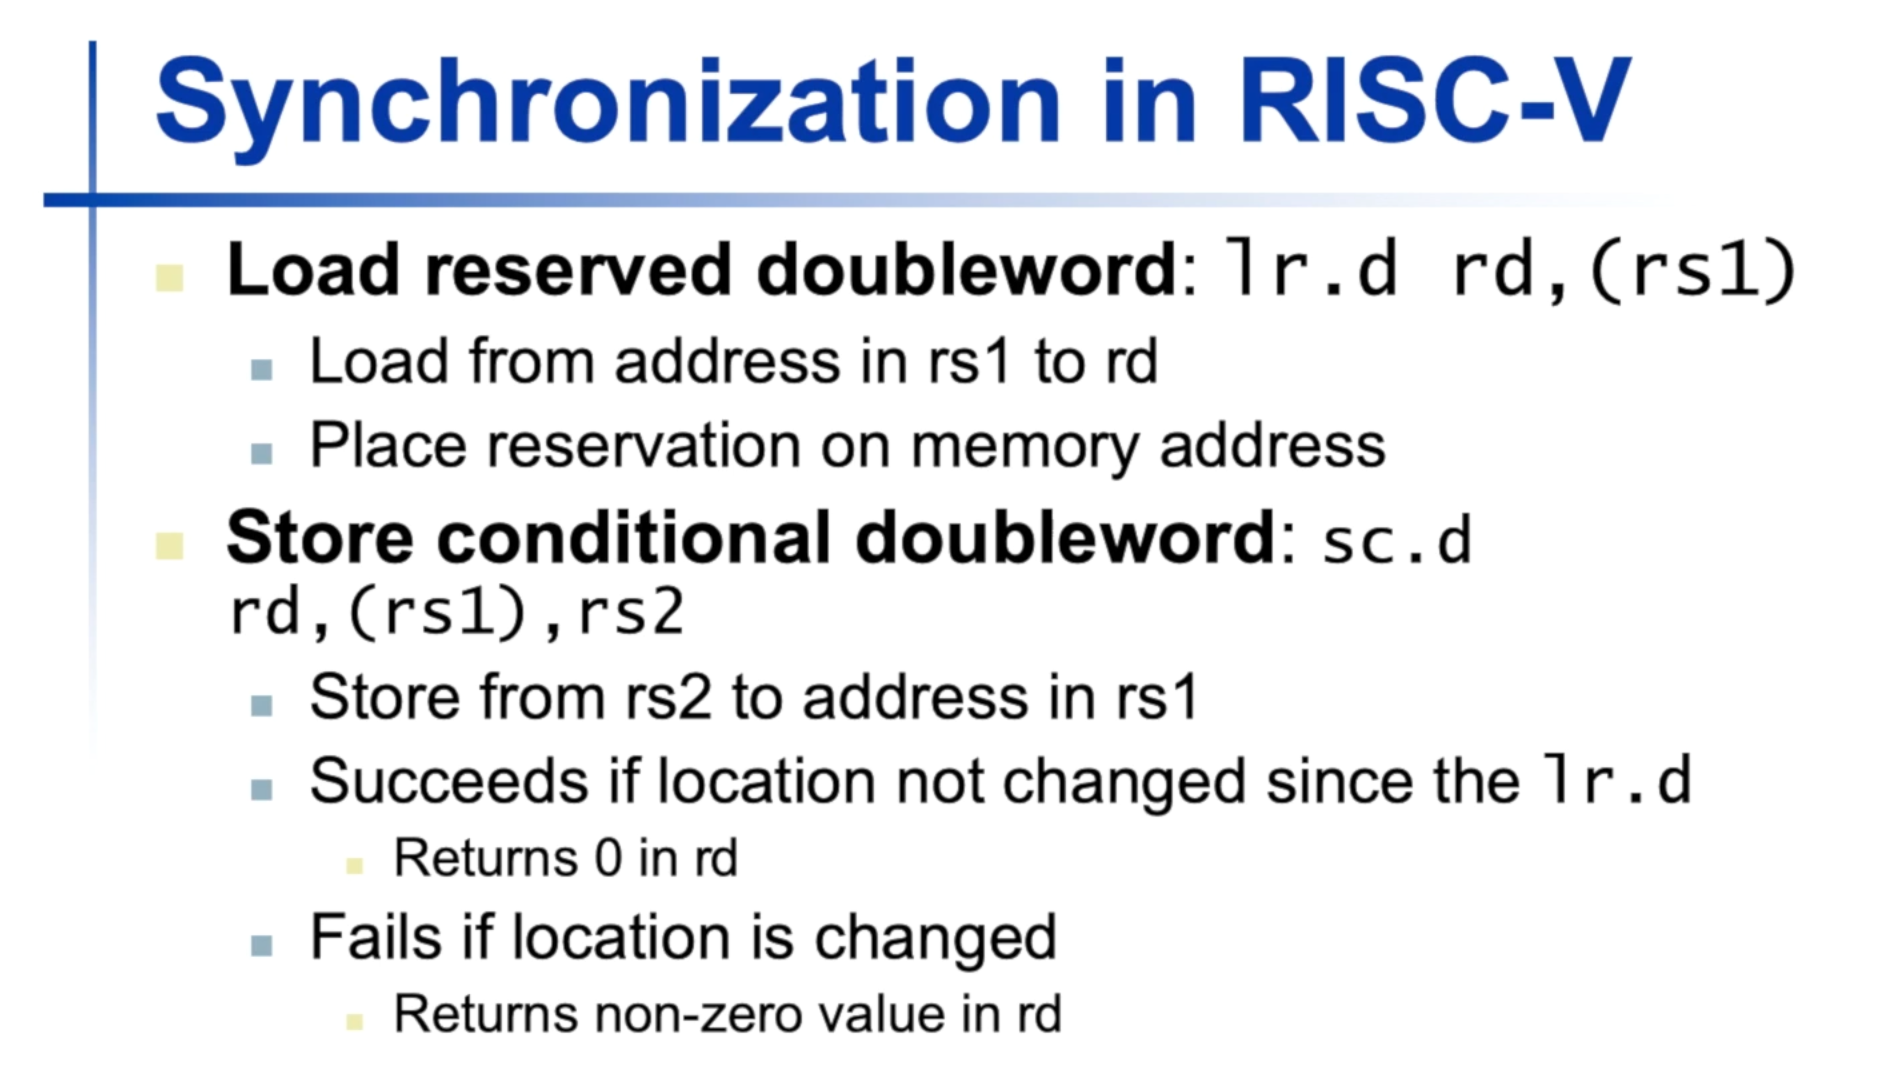 Synchronization in RISC-V
Load reserved doubleword: lr.d rd,(rs1)
Load from address in rs1 to rd
Place reservation on memory address
Store conditional doubleword: sc.d
rd,(rs1),rs2
Store from rs2 to address in rs1
Succeeds if location not changed since the lr.d
Returns 0 in rd
Fails if location is changed
Returns non-zero value in rd